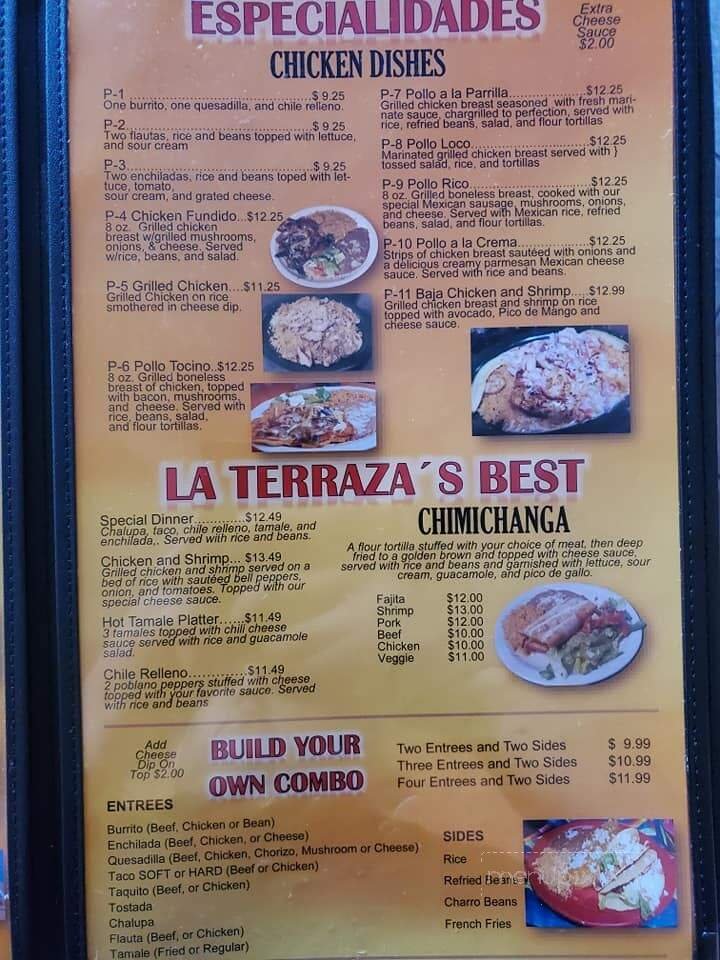 ESPECIALIDADES
Extra
Cheese
Sauce
$2.00
CHICKEN DISHES
P-1 ........................................$ 9.25
One burrito, one quesadilla, and chile relleno.
P-2........................................$ 9.25
Two flautas, rice and beans topped with lettuce,
and sour cream
P-3........................................$ 9.25
Two enchiladas, rice and beans toped with let-
tuce, tomato,
sour cream, and grated cheese.
P-4 Chicken Fundido...$12.25
8 oz. Grilled chicken
breast w/grilled mushrooms,
onions, & cheese. Served
w/rice, beans, and salad.
P-5 Grilled Chicken....$11.25
Grilled Chicken on rice
smothered in cheese dip.
P-6 Pollo Tocino..$12.25
8 oz. Grilled boneless
breast of chicken, topped
with bacon, mushrooms,
and cheese. Served with
rice, beans, salad,
and flour tortillas.
P-7 Pollo a la Parrilla..................$12.25
Grilled chicken breast seasoned with fresh mari-
nate sauce, chargrilled to perfection, served with
rice, refried beans, salad, and flour tortillas
P-8 Pollo Loco............................$12.25
Marinated grilled chicken breast served with }
tossed salad, rice, and tortillas
P-9 Pollo Rico............................$12.25
8 oz. Grilled boneless breast, cooked with our
special Mexican sausage, mushrooms, onions,
and cheese. Served with Mexican rice, refried
beans, salad, and flour tortillas.
P-10 Pollo a la Crema.................$12.25
Strips of chicken breast sautéed with onions and
a delicious creamy parmesan Mexican cheese
sauce. Served with rice and beans.
P-11 Baja Chicken and Shrimp.....$12.99
Grilled chicken breast and shrimp on rice
topped with avocado, Pico de Mango and
cheese sauce.
LA TERRAZA´S BEST
Special Dinner............$12.49
Chalupa, taco, chile relleno, tamale, and
enchilada,. Served with rice and beans.
Chicken and Shrimp... $13.49
Grilled chicken and shrimp served on a
bed of rice with sautéed bell peppers,
onion, and tomatoes. Topped with our
special cheese sauce.
Hot Tamale Platter......$11.49
3 tamales topped with chili cheese
sauce served with rice and guacamole
salad.
Chile Relleno.............$11.49
2 poblano peppers stuffed with cheese
topped with your favorite sauce. Served
with rice and beans
CHIMICHANGA
A flour tortilla stuffed with your choice of meat, then deep
fried to a golden brown and topped with cheese sauce,
served with rice and beans and garnished with lettuce, sour
cream, guacamole, and pico de gallo.
Fajita $12.00
Shrimp $13.00
Pork $12.00
Beef $10.00
Chicken $10.00
Veggie $11.00
Add
Cheese
Dip On
Top $2.00
BUILD YOUR
OWN COMBO
Two Entrees and Two Sides $ 9.99
Three Entrees and Two Sides $10.99
Four Entrees and Two Sides $11.99
ENTREES
Burrito (Beef, Chicken or Bean)
Enchilada (Beef, Chicken, or Cheese)
Quesadilla (Beef, Chicken, Chorizo, Mushroom or Cheese)
Taco SOFT or HARD (Beef or Chicken)
Taquito (Beef, or Chicken)
Tostada
Chalupa
Flauta (Beef, or Chicken)
Tamale (Fried or Regular)
SIDES
Rice
Refried Beans
Charro Beans
French Fries